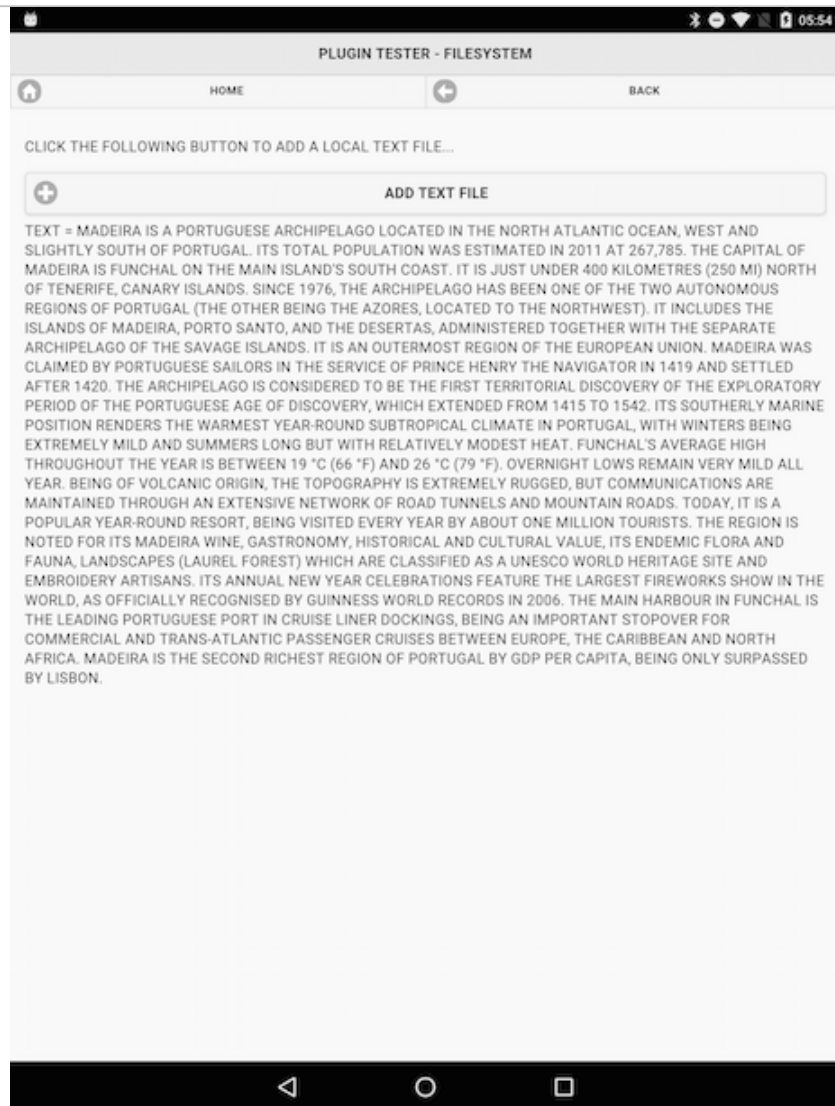 05:54
PLUGIN TESTER - FILESYSTEM
HOME
BACK
CLICK THE FOLLOWING BUTTON TO ADD A LOCAL TEXT FILE...
ADD TEXT FILE
TEXT = MADEIRA IS A PORTUGUESE ARCHIPELAGO LOCATED IN THE NORTH ATLANTIC OCEAN, WEST AND
SLIGHTLY SOUTH OF PORTUGAL. ITS TOTAL POPULATION WAS ESTIMATED IN 2011 AT 267,785. THE CAPITAL OF
MADEIRA IS FUNCHAL ON THE MAIN ISLAND'S SOUTH COAST. IT IS JUST UNDER 400 KILOMETRES (250 MI) NORTH
OF TENERIFE, CANARY ISLANDS. SINCE 1976, THE ARCHIPELAGO HAS BEEN ONE OF THE TWO AUTONOMOUS
REGIONS OF PORTUGAL (THE OTHER BEING THE AZORES, LOCATED TO THE NORTHWEST). IT INCLUDES THE
ISLANDS OF MADEIRA, PORTO SANTO, AND THE DESERTAS, ADMINISTERED TOGETHER WITH THE SEPARATE
ARCHIPELAGO OF THE SAVAGE ISLANDS. IT IS AN OUTERMOST REGION OF THE EUROPEAN UNION. MADEIRA WAS
CLAIMED BY PORTUGUESE SAILORS IN THE SERVICE OF PRINCE HENRY THE NAVIGATOR IN 1419 AND SETTLED
AFTER 1420. THE ARCHIPELAGO IS CONSIDERED TO BE THE FIRST TERRITORIAL DISCOVERY OF THE EXPLORATORY
PERIOD OF THE PORTUGUESE AGE OF DISCOVERY, WHICH EXTENDED FROM 1415 TO 1542. ITS SOUTHERLY MARINE
POSITION RENDERS THE WARMEST YEAR-ROUND SUBTROPICAL CLIMATE IN PORTUGAL, WITH WINTERS BEING
EXTREMELY MILD AND SUMMERS LONG BUT WITH RELATIVELY MODEST HEAT. FUNCHAL'S AVERAGE HIGH
THROUGHOUT THE YEAR IS BETWEEN 19 °C (66 °F) AND 26 °C (79 °F). OVERNIGHT LOWS REMAIN VERY MILD ALL
YEAR. BEING OF VOLCANIC ORIGIN, THE TOPOGRAPHY IS EXTREMELY RUGGED, BUT COMMUNICATIONS ARE
MAINTAINED THROUGH AN EXTENSIVE NETWORK OF ROAD TUNNELS AND MOUNTAIN ROADS. TODAY, IT IS A
POPULAR YEAR-ROUND RESORT, BEING VISITED EVERY YEAR BY ABOUT ONE MILLION TOURISTS. THE REGION IS
NOTED FOR ITS MADEIRA WINE, GASTRONOMY, HISTORICAL AND CULTURAL VALUE, ITS ENDEMIC FLORA AND
FAUNA, LANDSCAPES (LAUREL FOREST) WHICH ARE CLASSIFIED AS A UNESCO WORLD HERITAGE SITE AND
EMBROIDERY ARTISANS. ITS ANNUAL NEW YEAR CELEBRATIONS FEATURE THE LARGEST FIREWORKS SHOW IN THE
WORLD, AS OFFICIALLY RECOGNISED BY GUINNESS WORLD RECORDS IN 2006. THE MAIN HARBOUR IN FUNCHAL IS
THE LEADING PORTUGUESE PORT IN CRUISE LINER DOCKINGS, BEING AN IMPORTANT STOPOVER FOR
COMMERCIAL AND TRANS-ATLANTIC PASSENGER CRUISES BETWEEN EUROPE, THE CARIBBEAN AND NORTH
AFRICA. MADEIRA IS THE SECOND RICHEST REGION OF PORTUGAL BY GDP PER CAPITA, BEING ONLY SURPASSED
BY LISBON.